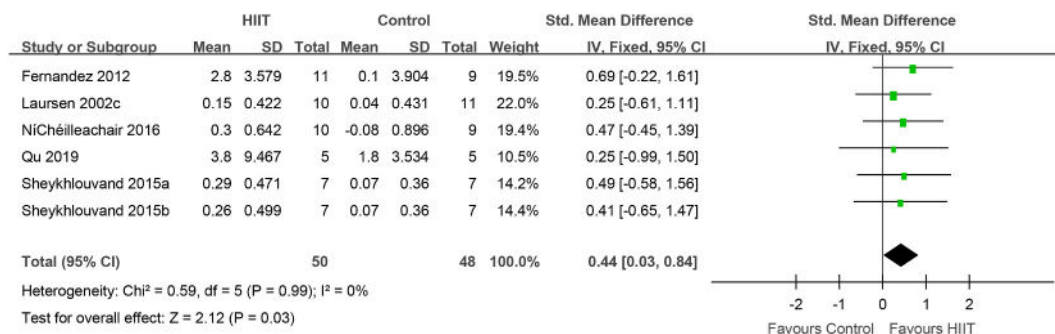 HIIT Control Std. Mean Difference Std. Mean Difference
Study or Subgroup Mean SD Total Mean SD Total Weight IV, Fixed, 95% CI IV, Fixed, 95% CI
Fernandez 2012 2.8 3.579 11 0.1 3.904 9 19.5% 0.69 [-0.22, 1.61]
Laursen 2002c 0.15 0.422 10 0.04 0.431 11 22.0% 0.25 [-0.61, 1.11]
NíChéilleachair 2016 0.3 0.642 10 -0.08 0.896 9 19.4% 0.47 [-0.45, 1.39]
Qu 2019 3.8 9.467 5 1.8 3.534 5 10.5% 0.25 [-0.99, 1.50]
Sheykhlouvand 2015a 0.29 0.471 7 0.07 0.36 7 14.2% 0.49 [-0.58, 1.56]
Sheykhlouvand 2015b 0.26 0.499 7 0.07 0.36 7 14.4% 0.41 [-0.65, 1.47]
Total (95% CI) 50 48 100.0% 0.44 [0.03, 0.84]
Heterogeneity: Chi² = 0.59, df = 5 (P = 0.99); I² = 0%
Test for overall effect: Z = 2.12 (P = 0.03)
-2 -1 0 1 2
Favours Control Favours HIIT